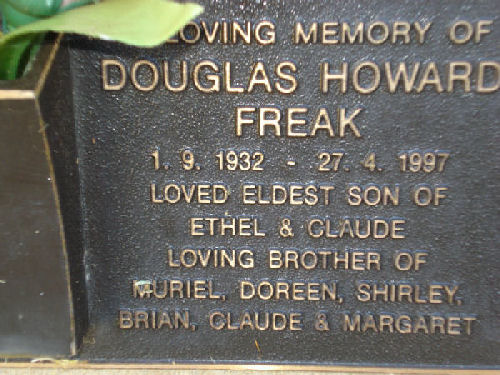 LOVING MEMORY OF
DOUGLAS HOWARD
FREAK
1. 9. 1932 - 27. 4. 1997
LOVED ELDEST SON OF
ETHEL & CLAUDE
LOVING BROTHER OF
MURIEL, DOREEN, SHIRLEY,
BRIAN, CLAUDE & MARGARET